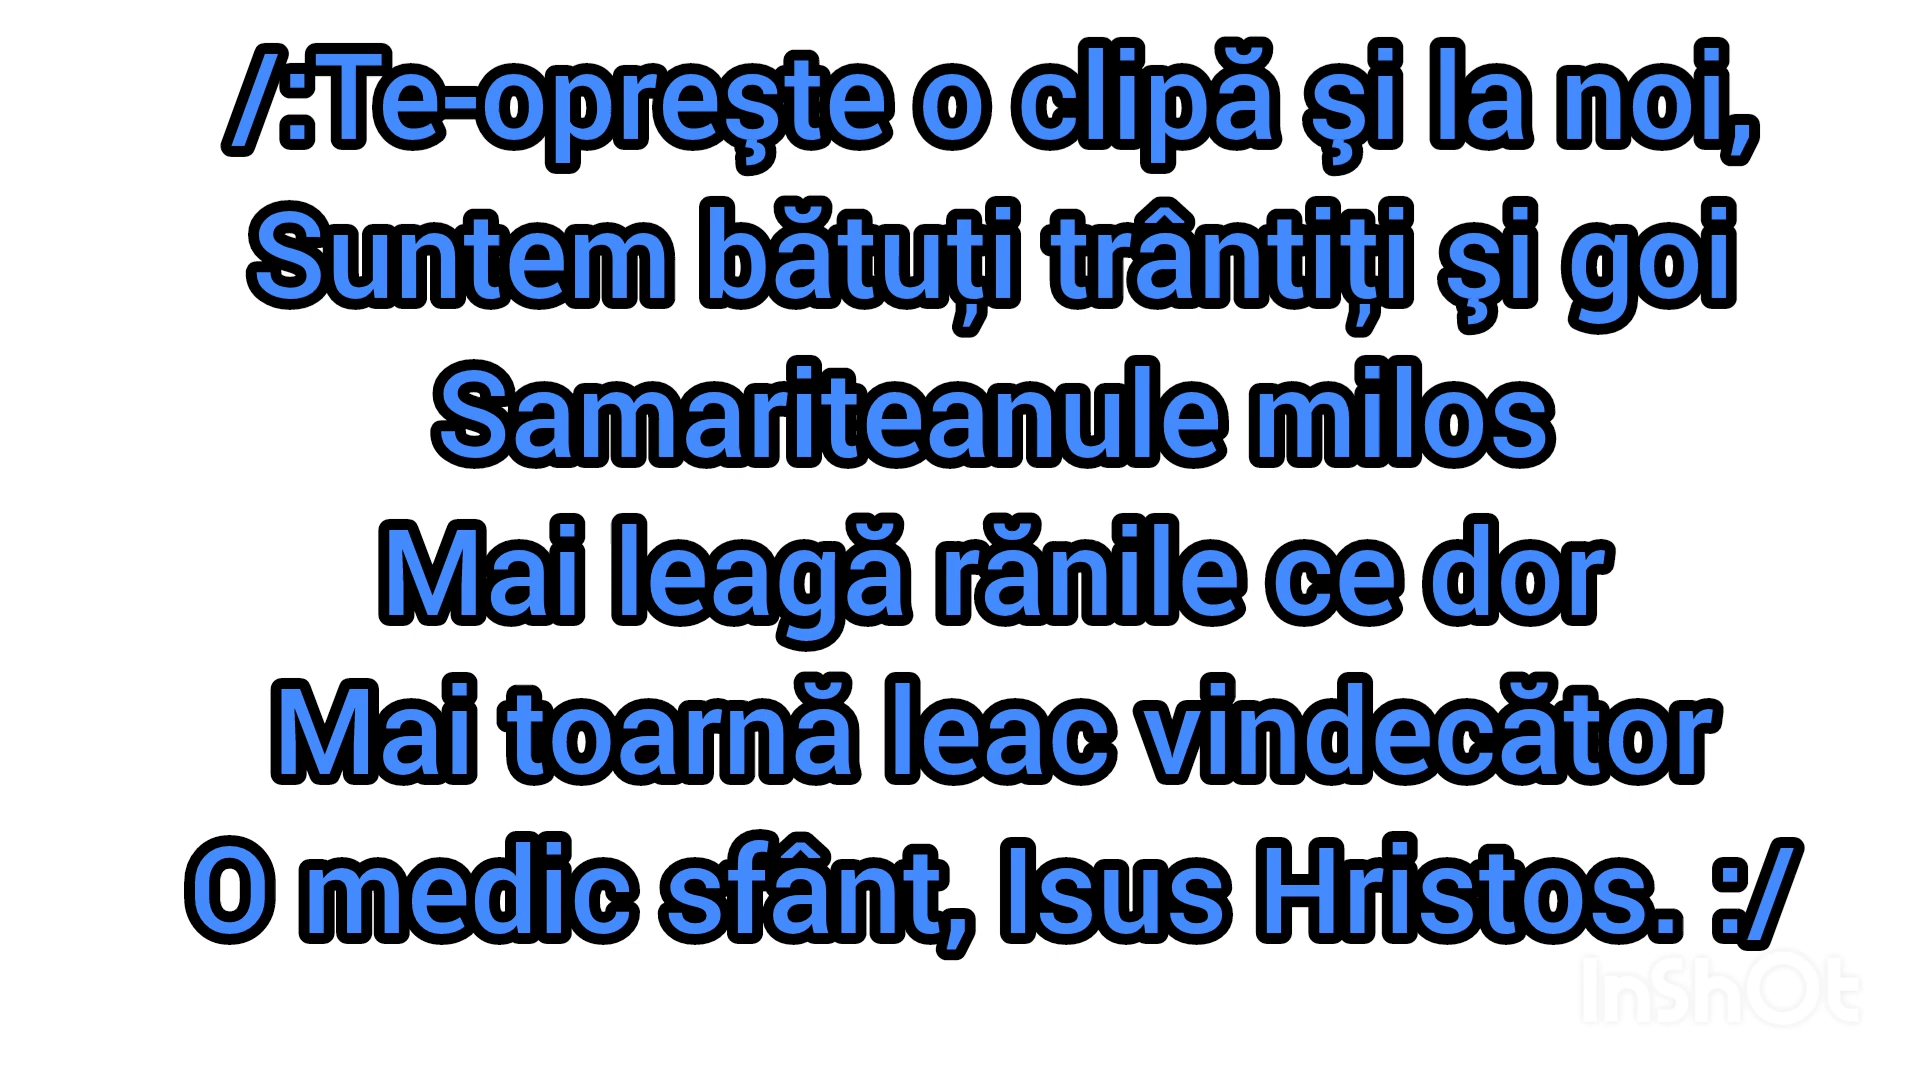 /:Te-opreşte o clipă şi la noi,
Suntem bătuți trântiți şi goi
Samariteanule milos
Mai leagă rănile ce dor
Mai toarnă leac vindecător
O medic sfânt, Isus Hristos. :/
InShOt